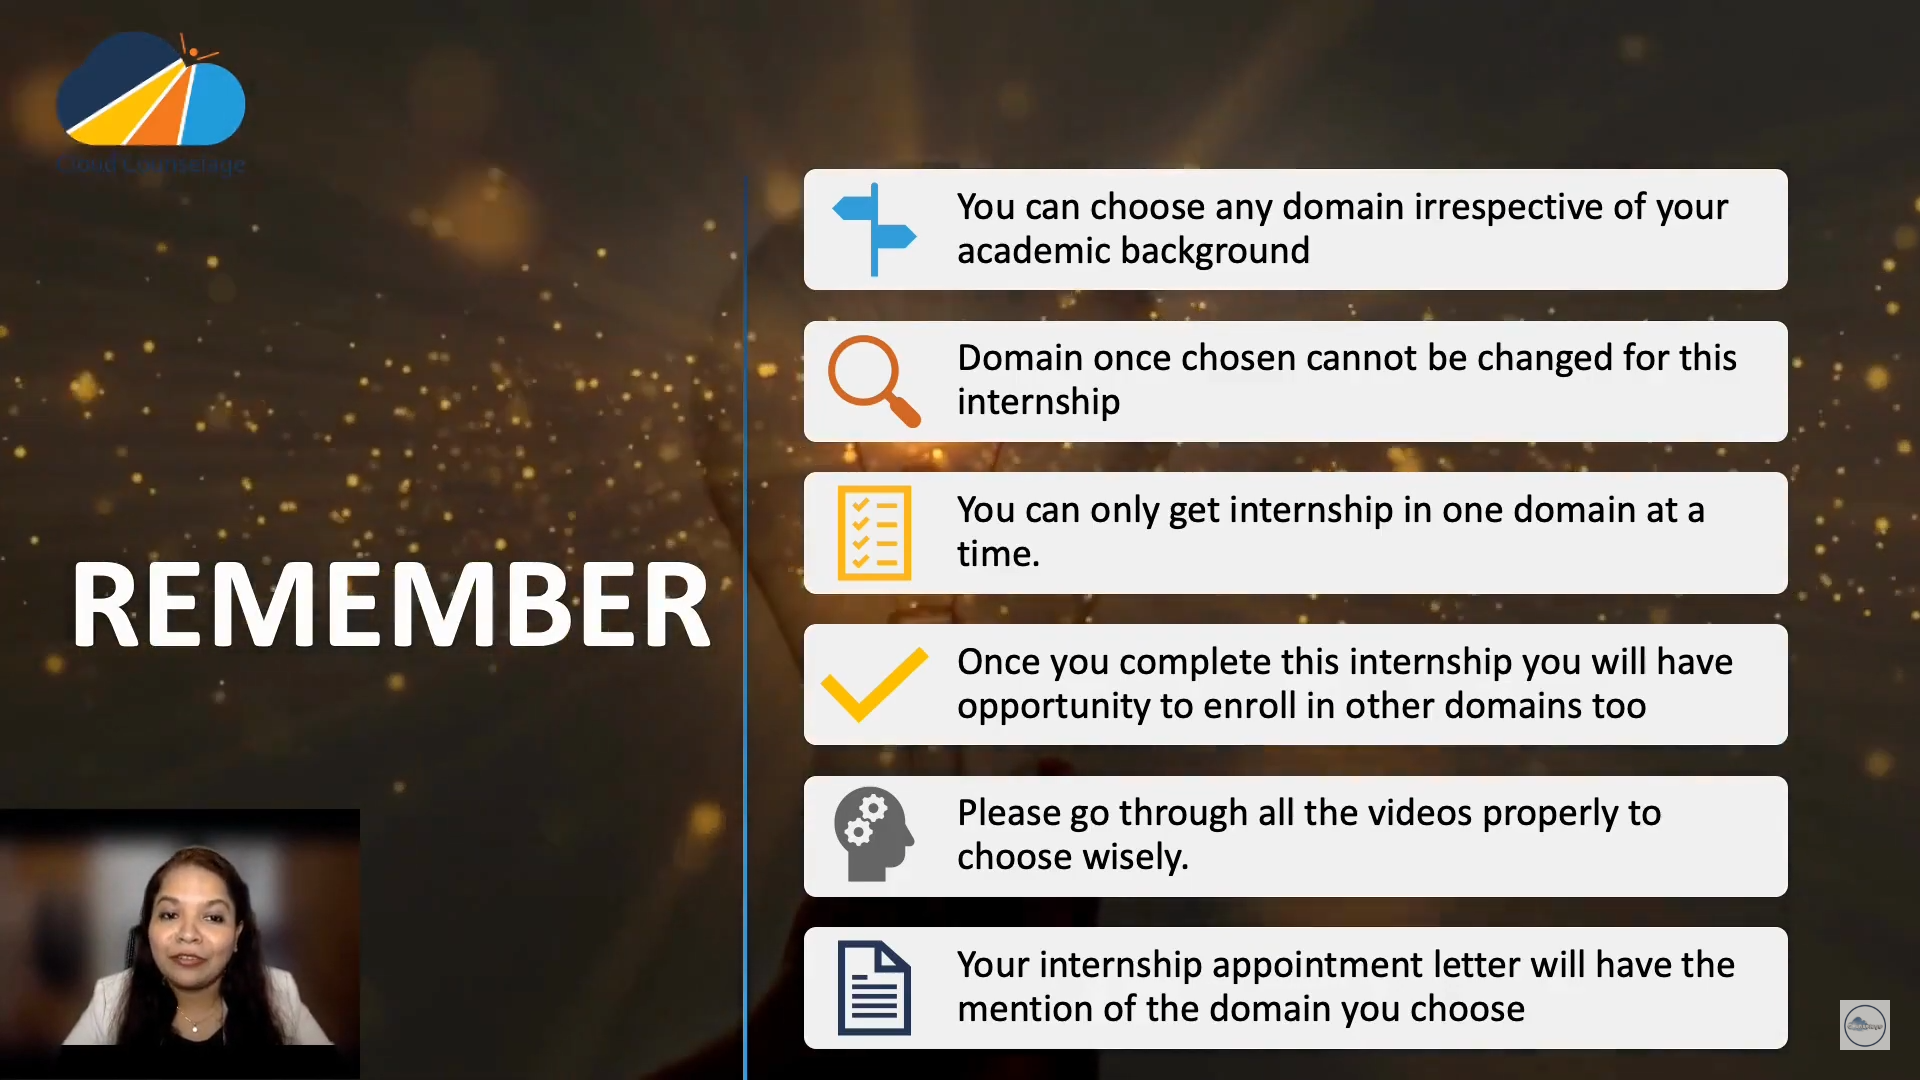 Cloud Counselage
REMEMBER
You can choose any domain irrespective of your
academic background
Domain once chosen cannot be changed for this
internship
You can only get internship in one domain at a
time.
Once you complete this internship you will have
opportunity to enroll in other domains too
Please go through all the videos properly to
choose wisely.
Your internship appointment letter will have the
mention of the domain you choose